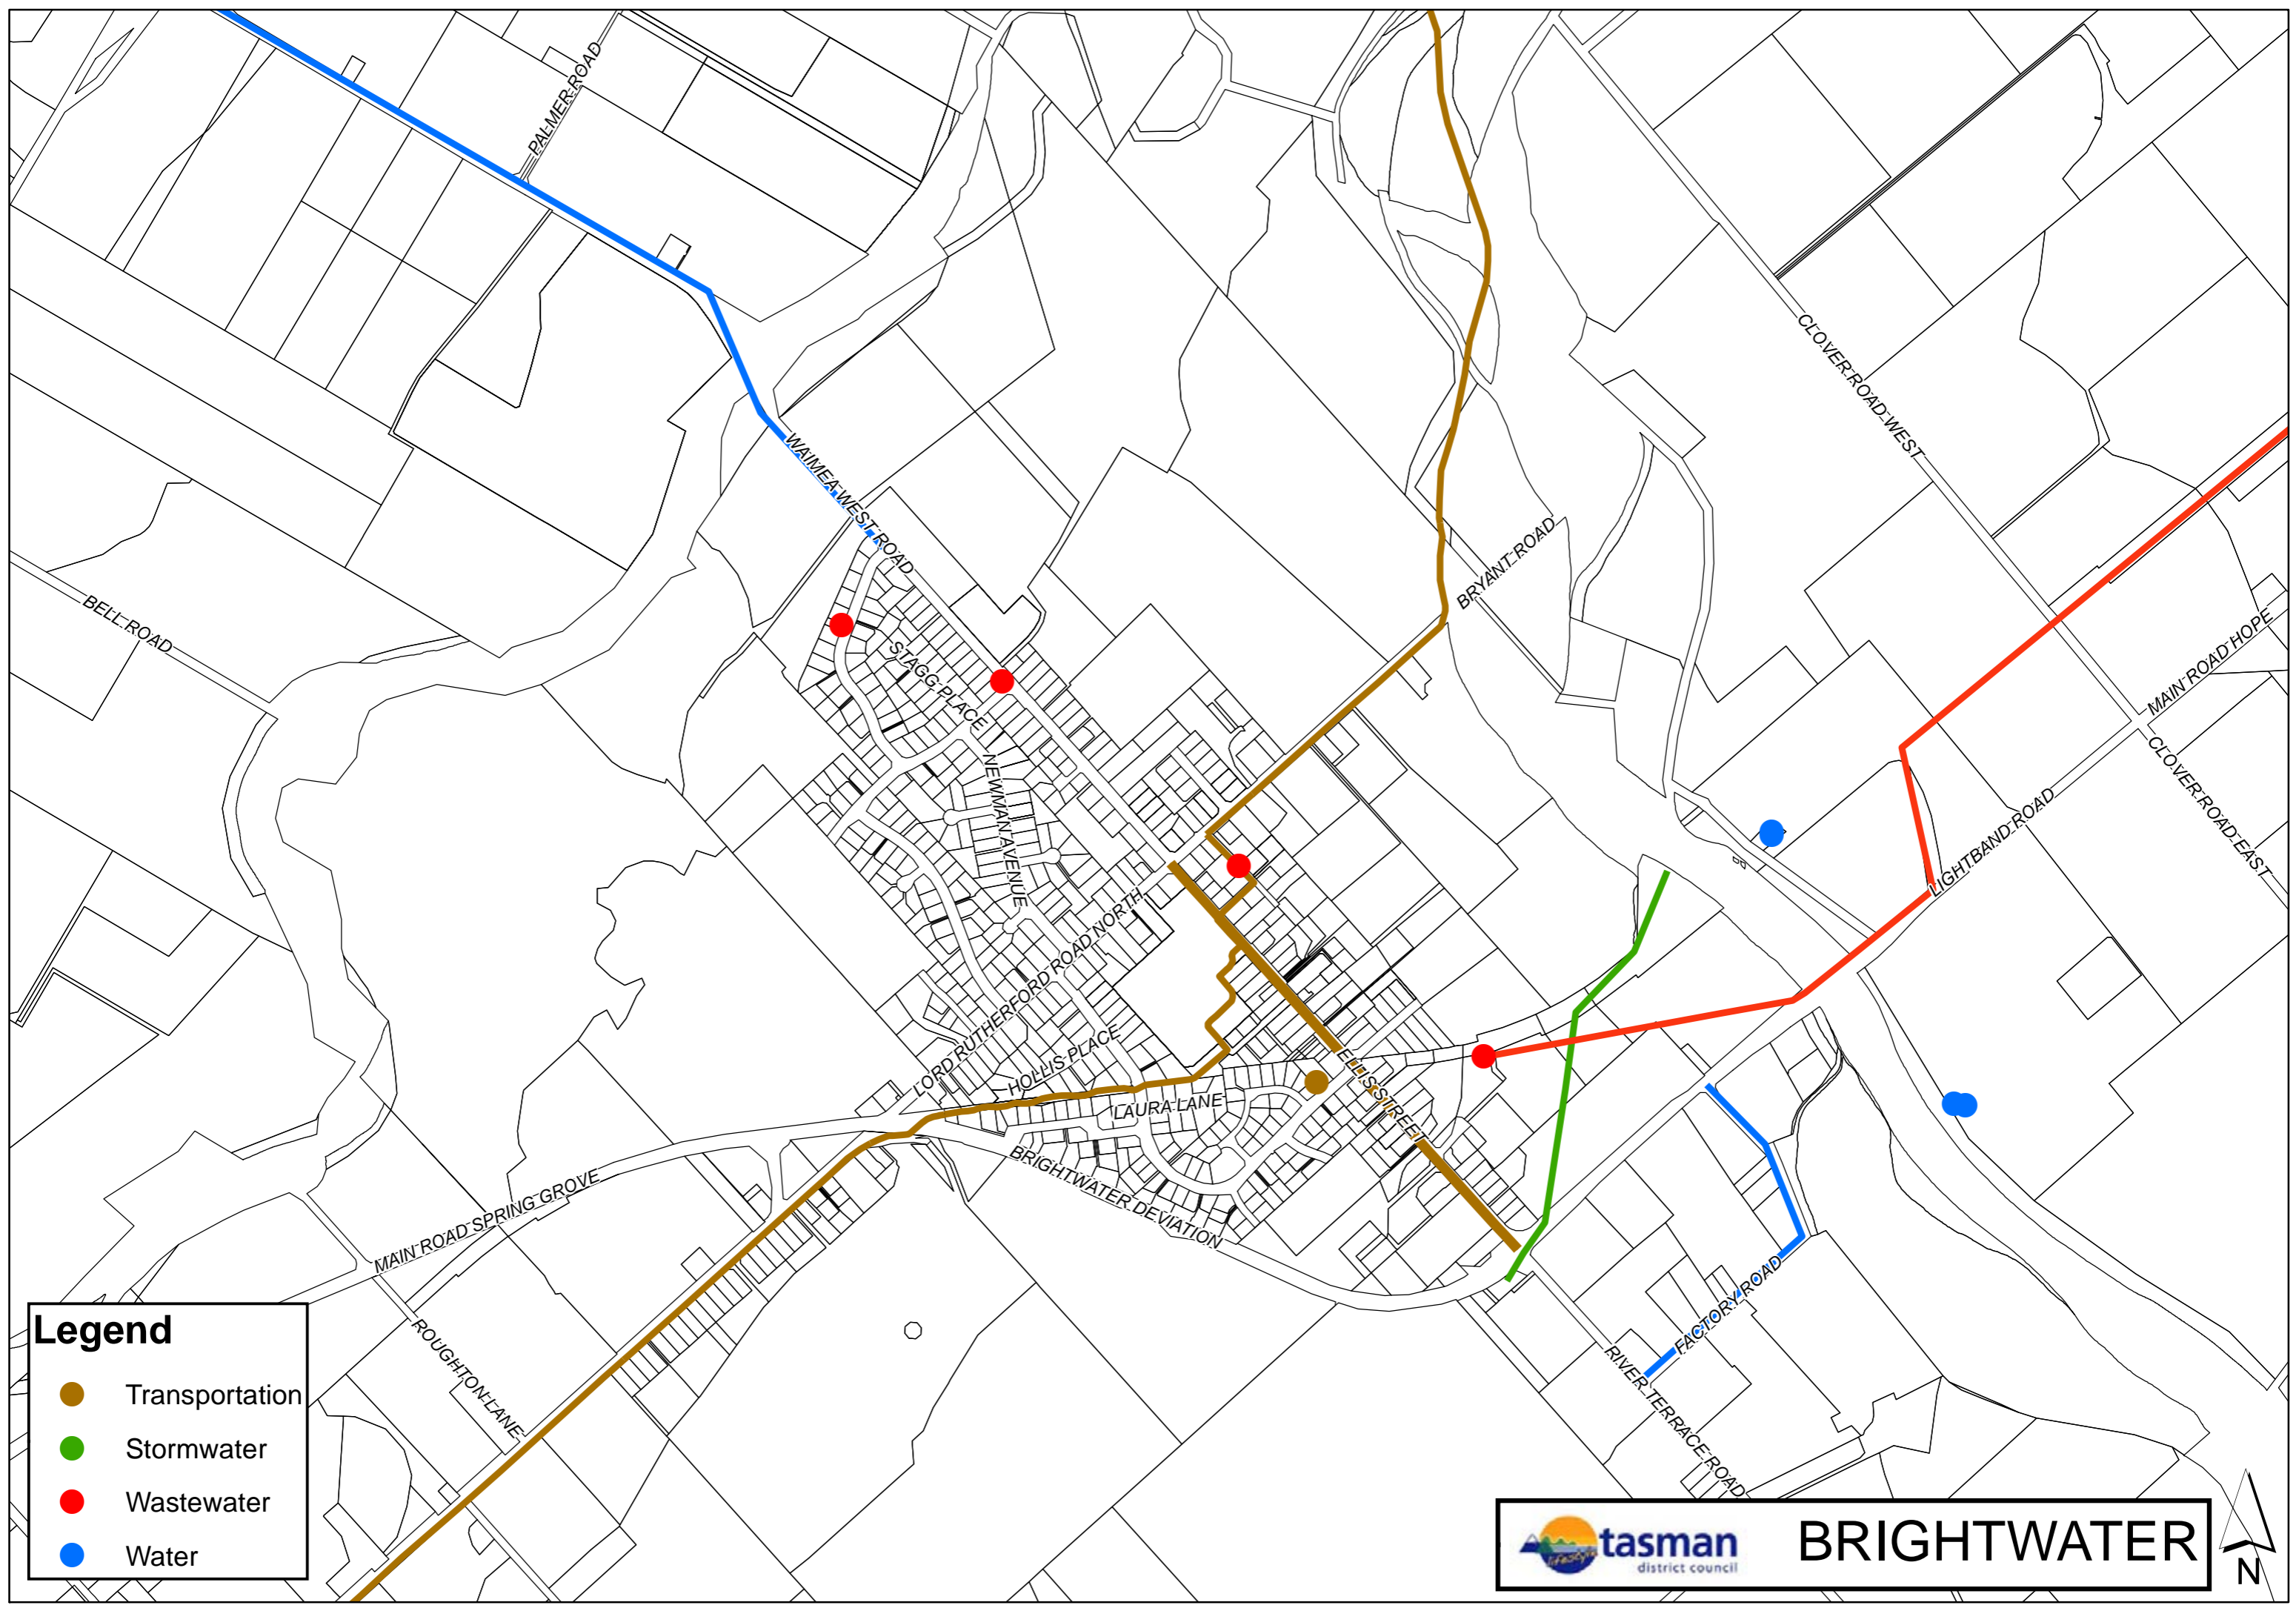 PALMER ROAD
CLOVER ROAD WEST
WAIMEA WEST ROAD
BRYANT ROAD
BELL ROAD
STAGG PLACE
MAIN ROAD HOPE
NEWMAN AVENUE
CLOVER ROAD EAST
LIGHTBAND ROAD
LORD RUTHERFORD ROAD NORTH
HOLLIS PLACE
ELLIS STREET
LAURA LANE
BRIGHTWATER DEVIATION
MAIN ROAD SPRING GROVE
FACTORY ROAD
ROUGHTON LANE
RIVER TERRACE ROAD
Legend
Transportation
Stormwater
Wastewater
Water
lifestyle
tasman
district council
BRIGHTWATER
N